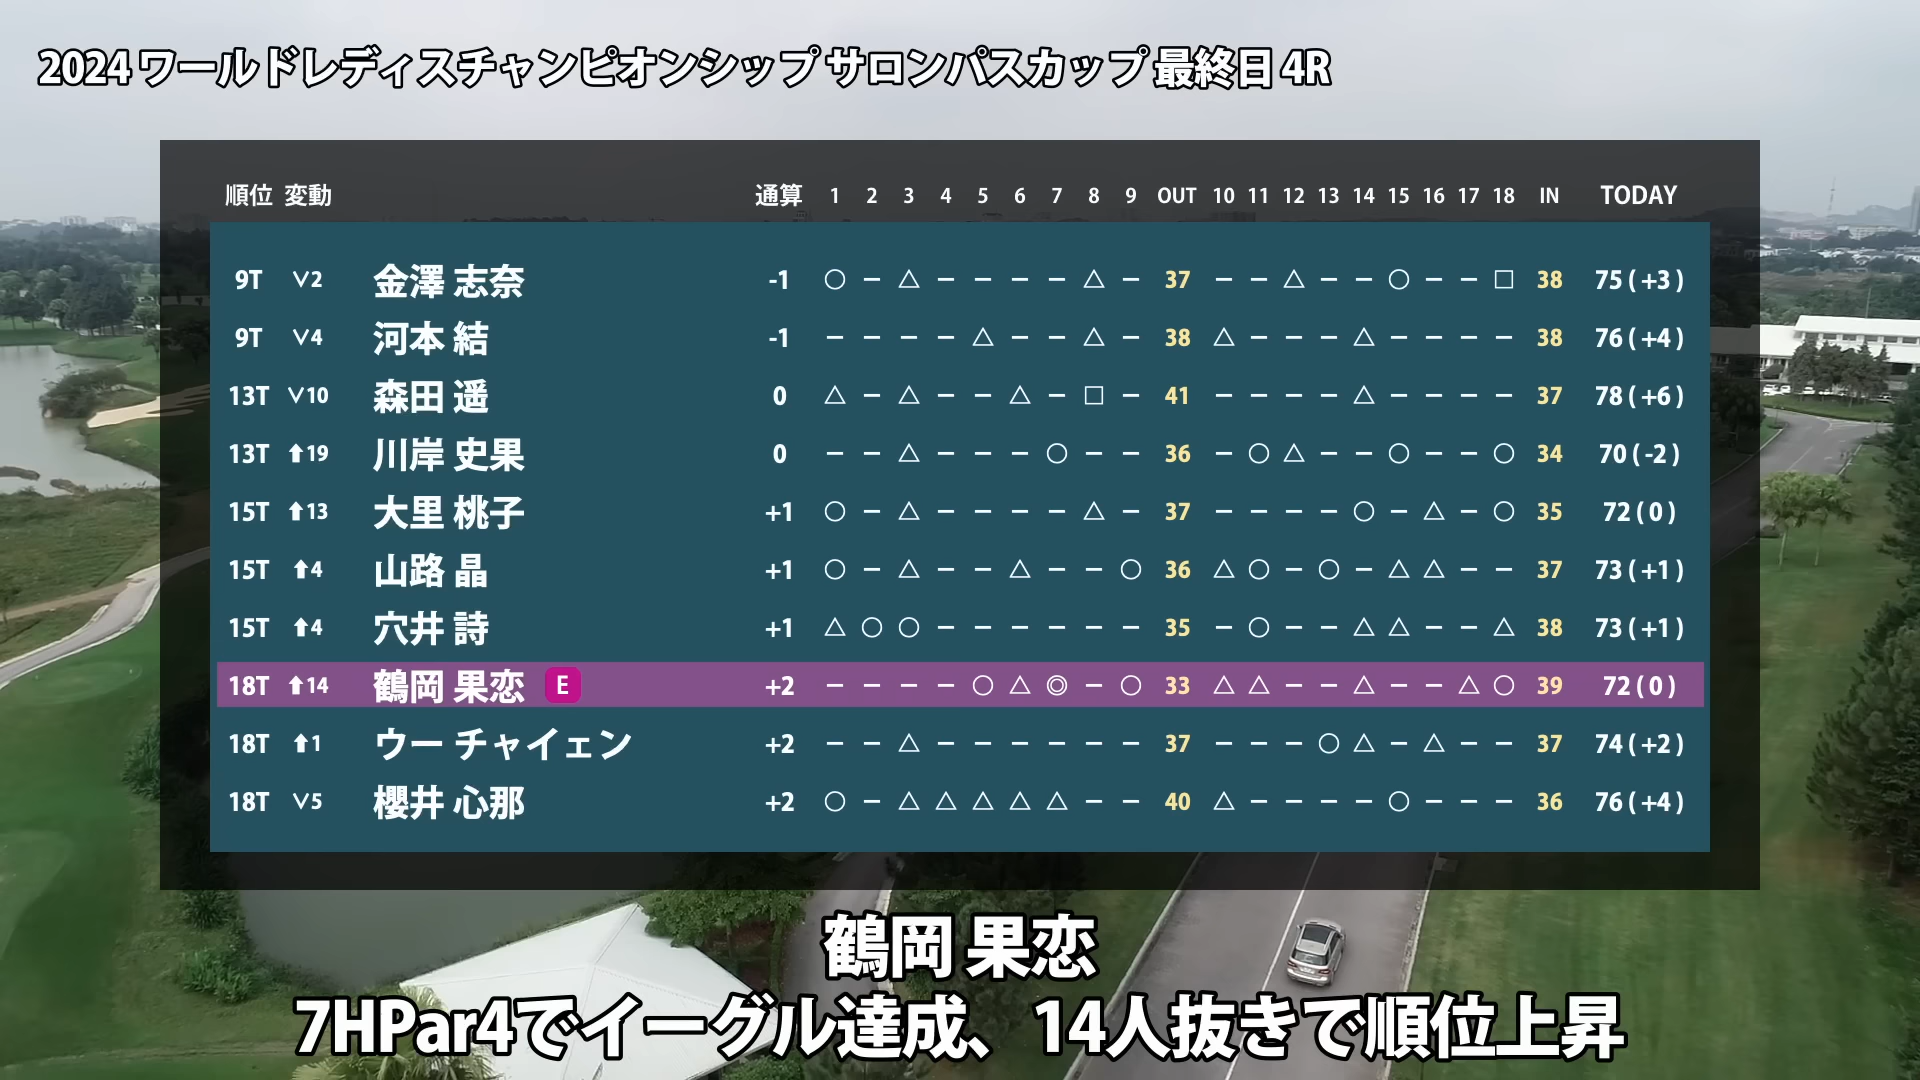 2024 ワールドレディスチャンピオンシップ サロンパスカップ 最終日 4R
順位 変動 通算 1 2 3 4 5 6 7 8 9 OUT 10 11 12 13 14 15 16 17 18 IN TODAY
9T ∨2 金澤 志奈 -1 ○ − △ − − − − △ − 37 − − △ − − ○ − − □ 38 75 ( +3 )
9T ∨4 河本 結 -1 − − − − △ − − △ − 38 △ − − − △ − − − − 38 76 ( +4 )
13T ∨10 森田 遥 0 △ − △ − − △ − □ − 41 − − − − △ − − − − 37 78 ( +6 )
13T ⬆19 川岸 史果 0 − − △ − − − ○ − − 36 − ○ △ − − ○ − − ○ 34 70 ( -2 )
15T ⬆13 大里 桃子 +1 ○ − △ − − − − △ − 37 − − − − ○ − △ − ○ 35 72 ( 0 )
15T ⬆4 山路 晶 +1 ○ − △ − − △ − − ○ 36 △ ○ − ○ − △ △ − − 37 73 ( +1 )
15T ⬆4 穴井 詩 +1 △ ○ ○ − − − − − − 35 − ○ − − △ △ − − △ 38 73 ( +1 )
18T ⬆14 鶴岡 果恋 E +2 − − − − ○ △ ◎ − ○ 33 △ △ − − △ − − △ ○ 39 72 ( 0 )
18T ⬆1 ウー チャイェン +2 − − △ − − − − − − 37 − − − ○ △ − △ − − 37 74 ( +2 )
18T ∨5 櫻井 心那 +2 ○ − △ △ △ △ △ − − 40 △ − − − − ○ − − − 36 76 ( +4 )
鶴岡 果恋
7HPar4でイーグル達成、14人抜きで順位上昇